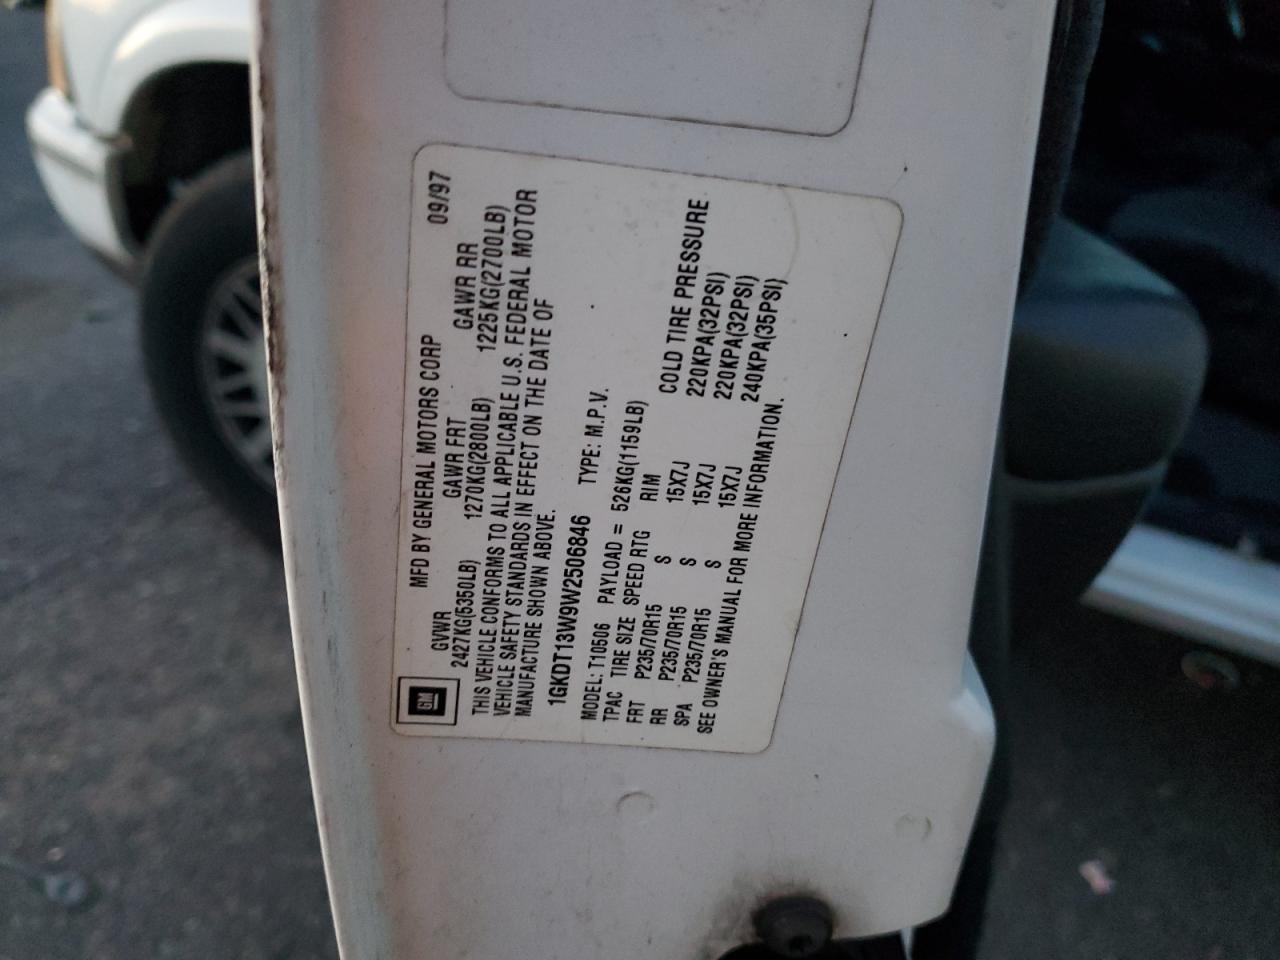 MFD BY GENERAL MOTORS CORP 09/97
GVWR GAWR FRT GAWR RR
2427KG(5350LB) 1270KG(2800LB) 1225KG(2700LB)
THIS VEHICLE CONFORMS TO ALL APPLICABLE U.S. FEDERAL MOTOR
VEHICLE SAFETY STANDARDS IN EFFECT ON THE DATE OF
MANUFACTURE SHOWN ABOVE.
1GKDT13W9W2506846 TYPE: M.P.V.
MODEL: T10506 PAYLOAD = 526KG(1159LB)
TPAC TIRE SIZE SPEED RTG RIM COLD TIRE PRESSURE
FRT P235/70R15 S 15X7J 220KPA(32PSI)
RR P235/70R15 S 15X7J 220KPA(32PSI)
SPA P235/70R15 S 15X7J 240KPA(35PSI)
SEE OWNER'S MANUAL FOR MORE INFORMATION.
GM